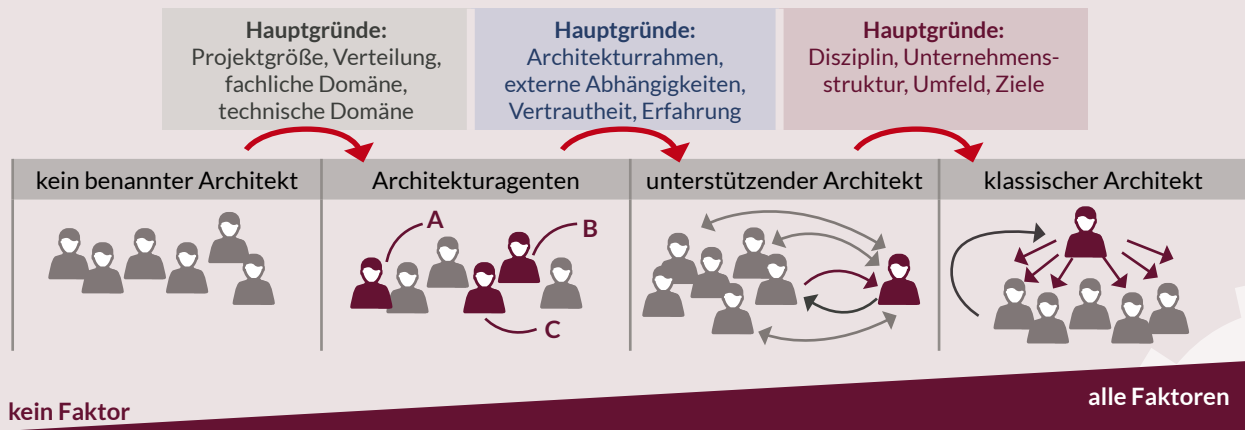 Hauptgründe:
Projektgröße, Verteilung,
fachliche Domäne,
technische Domäne
Hauptgründe:
Architekturrahmen,
externe Abhängigkeiten,
Vertrautheit, Erfahrung
Hauptgründe:
Disziplin, Unternehmens-
struktur, Umfeld, Ziele
kein benannter Architekt
Architekturagenten
unterstützender Architekt
klassischer Architekt
A
B
C
kein Faktor
alle Faktoren